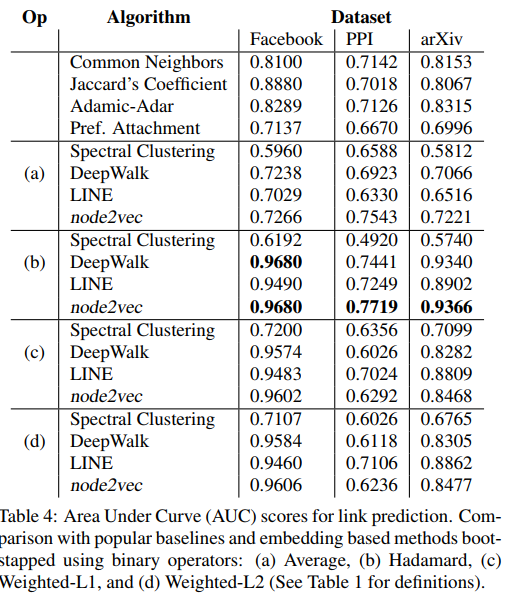 Op Algorithm Dataset
Facebook PPI arXiv
Common Neighbors 0.8100 0.7142 0.8153
Jaccard's Coefficient 0.8880 0.7018 0.8067
Adamic-Adar 0.8289 0.7126 0.8315
Pref. Attachment 0.7137 0.6670 0.6996
Spectral Clustering 0.5960 0.6588 0.5812
(a) DeepWalk 0.7238 0.6923 0.7066
LINE 0.7029 0.6330 0.6516
node2vec 0.7266 0.7543 0.7221
Spectral Clustering 0.6192 0.4920 0.5740
(b) DeepWalk 0.9680 0.7441 0.9340
LINE 0.9490 0.7249 0.8902
node2vec 0.9680 0.7719 0.9366
Spectral Clustering 0.7200 0.6356 0.7099
(c) DeepWalk 0.9574 0.6026 0.8282
LINE 0.9483 0.7024 0.8809
node2vec 0.9602 0.6292 0.8468
Spectral Clustering 0.7107 0.6026 0.6765
(d) DeepWalk 0.9584 0.6118 0.8305
LINE 0.9460 0.7106 0.8862
node2vec 0.9606 0.6236 0.8477
Table 4: Area Under Curve (AUC) scores for link prediction. Com-
parison with popular baselines and embedding based methods boot-
stapped using binary operators: (a) Average, (b) Hadamard, (c)
Weighted-L1, and (d) Weighted-L2 (See Table 1 for definitions).